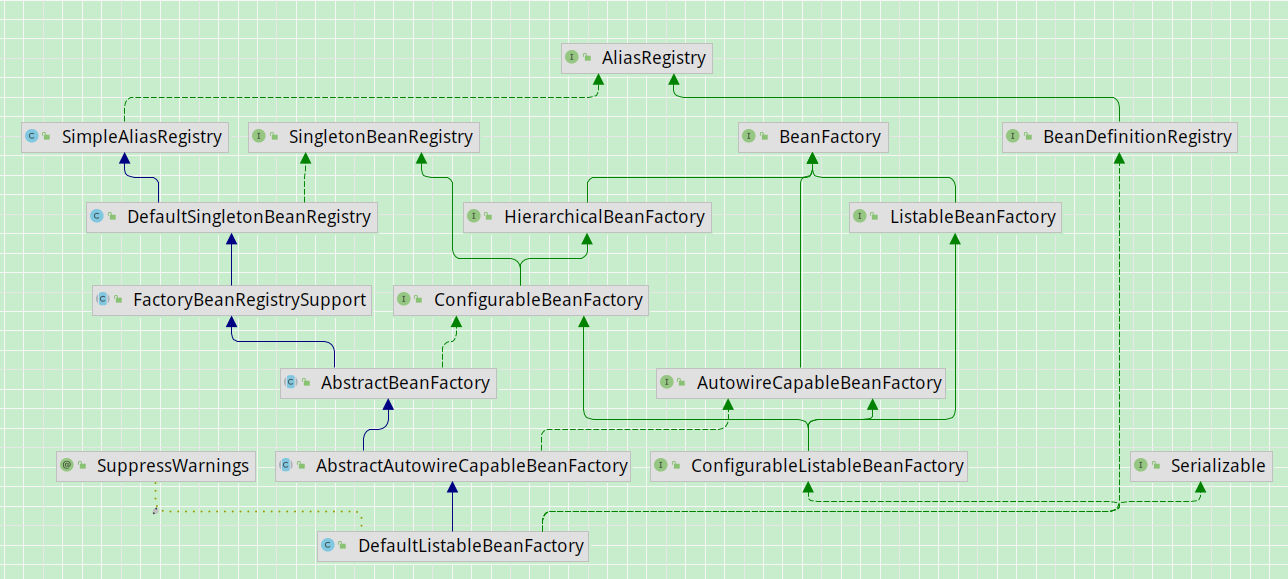 I AliasRegistry
C SimpleAliasRegistry
I SingletonBeanRegistry
I BeanFactory
I BeanDefinitionRegistry
C DefaultSingletonBeanRegistry
I HierarchicalBeanFactory
I ListableBeanFactory
C FactoryBeanRegistrySupport
I ConfigurableBeanFactory
C AbstractBeanFactory
I AutowireCapableBeanFactory
@ SuppressWarnings
C AbstractAutowireCapableBeanFactory
I ConfigurableListableBeanFactory
I Serializable
C DefaultListableBeanFactory